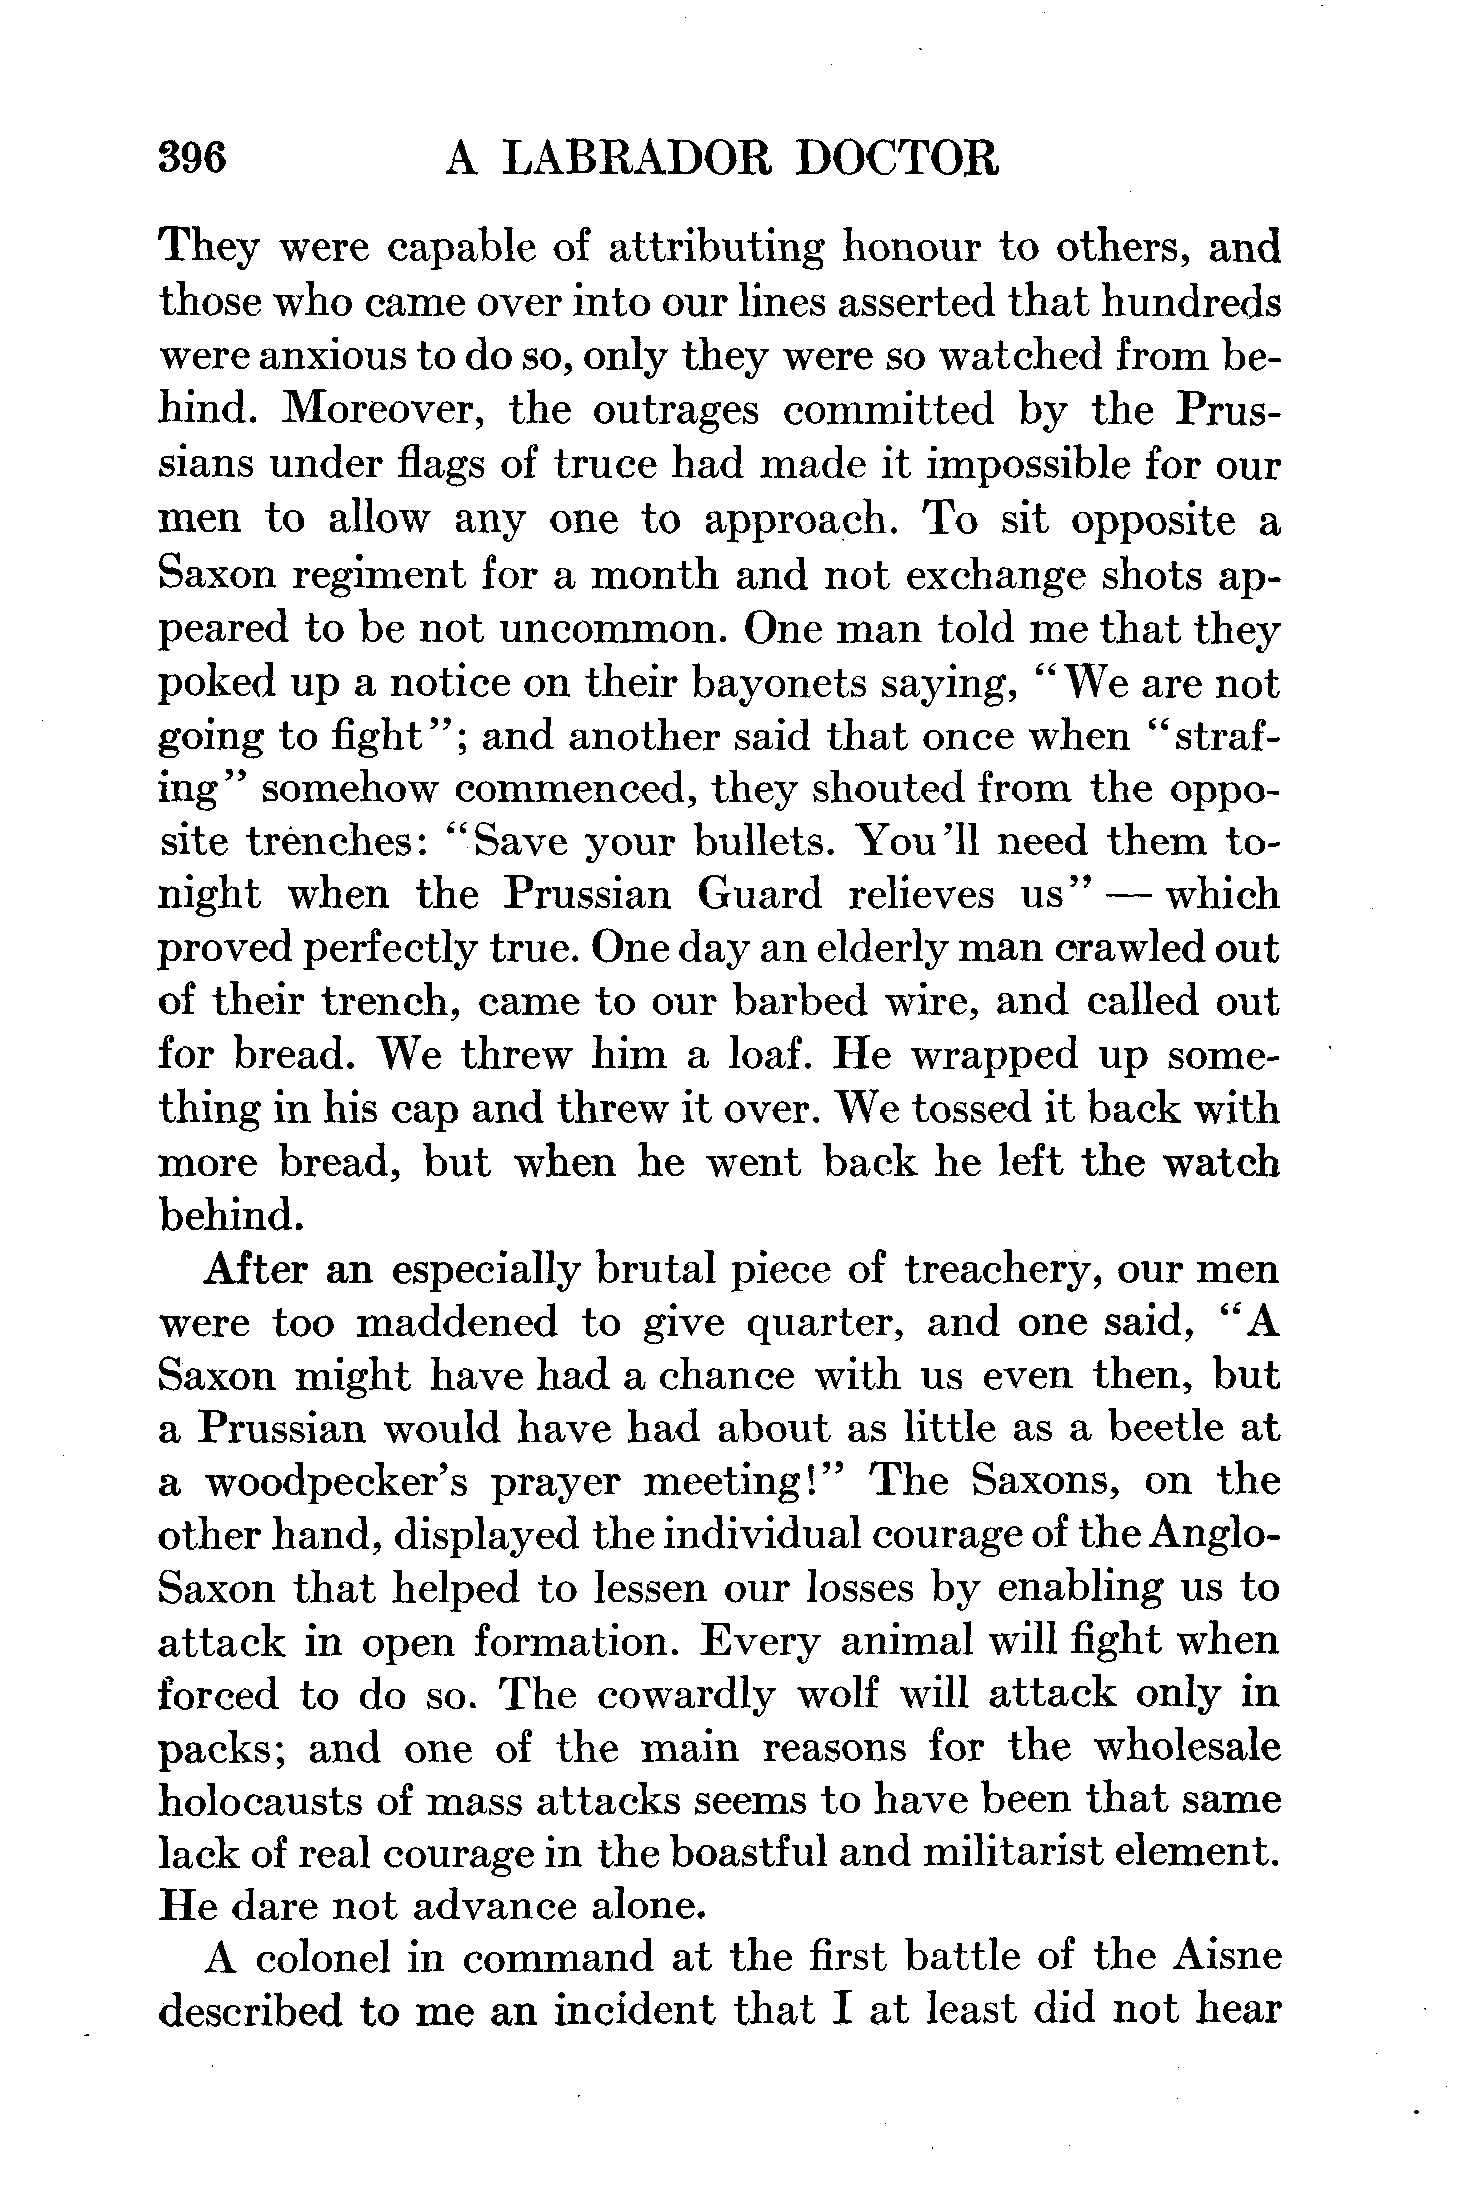 396 A LABRADOR DOCTOR
They were capable of attributing honour to others, and
those who came over into our lines asserted that hundreds
were anxious to do so, only they were so watched from be-
hind. Moreover, the outrages committed by the Prus-
sians under flags of truce had made it impossible for our
men to allow any one to approach. To sit opposite a
Saxon regiment for a month and not exchange shots ap-
peared to be not uncommon. One man told me that they
poked up a notice on their bayonets saying, "We are not
going to fight"; and another said that once when "straf-
ing" somehow commenced, they shouted from the oppo-
site trenches: "Save your bullets. You'll need them to-
night when the Prussian Guard relieves us" — which
proved perfectly true. One day an elderly man crawled out
of their trench, came to our barbed wire, and called out
for bread. We threw him a loaf. He wrapped up some-
thing in his cap and threw it over. We tossed it back with
more bread, but when he went back he left the watch
behind.
After an especially brutal piece of treachery, our men
were too maddened to give quarter, and one said, "A
Saxon might have had a chance with us even then, but
a Prussian would have had about as little as a beetle at
a woodpecker's prayer meeting!" The Saxons, on the
other hand, displayed the individual courage of the Anglo-
Saxon that helped to lessen our losses by enabling us to
attack in open formation. Every animal will fight when
forced to do so. The cowardly wolf will attack only in
packs; and one of the main reasons for the wholesale
holocausts of mass attacks seems to have been that same
lack of real courage in the boastful and militarist element.
He dare not advance alone.
A colonel in command at the first battle of the Aisne
described to me an incident that I at least did not hear